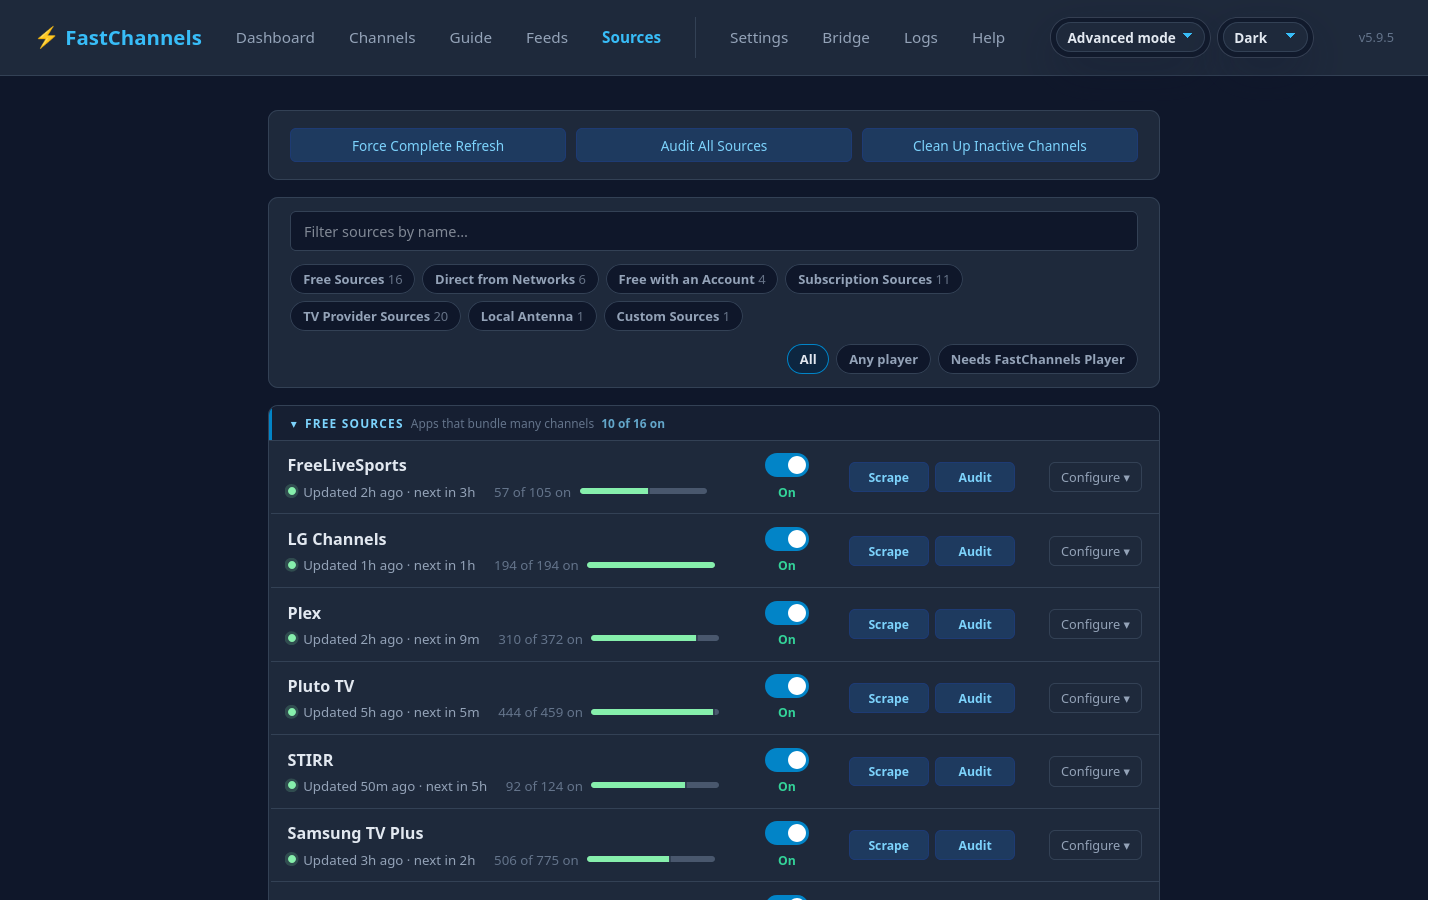 ⚡ FastChannels Dashboard Channels Guide Feeds Sources Settings Bridge Logs Help Advanced mode Dark v5.9.5
Force Complete Refresh Audit All Sources Clean Up Inactive Channels
Filter sources by name...
Free Sources 16 Direct from Networks 6 Free with an Account 4 Subscription Sources 11
TV Provider Sources 20 Local Antenna 1 Custom Sources 1
All Any player Needs FastChannels Player
▾ FREE SOURCES Apps that bundle many channels 10 of 16 on
FreeLiveSports
Updated 2h ago · next in 3h 57 of 105 on On Scrape Audit Configure ▾
LG Channels
Updated 1h ago · next in 1h 194 of 194 on On Scrape Audit Configure ▾
Plex
Updated 2h ago · next in 9m 310 of 372 on On Scrape Audit Configure ▾
Pluto TV
Updated 5h ago · next in 5m 444 of 459 on On Scrape Audit Configure ▾
STIRR
Updated 50m ago · next in 5h 92 of 124 on On Scrape Audit Configure ▾
Samsung TV Plus
Updated 3h ago · next in 2h 506 of 775 on On Scrape Audit Configure ▾